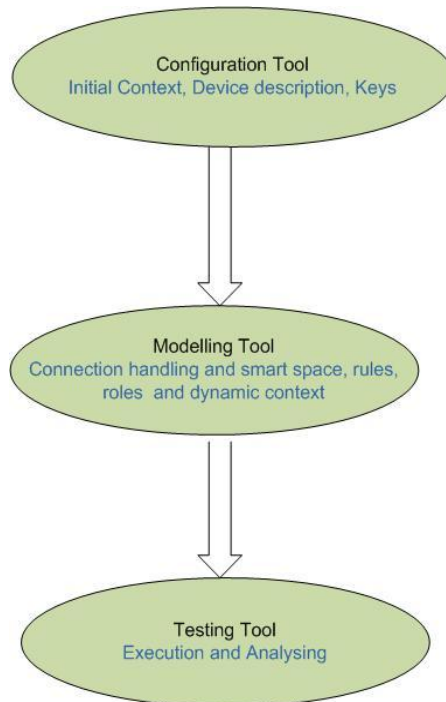 Configuration Tool
Initial Context, Device description, Keys
Modelling Tool
Connection handling and smart space, rules,
roles and dynamic context
Testing Tool
Execution and Analysing